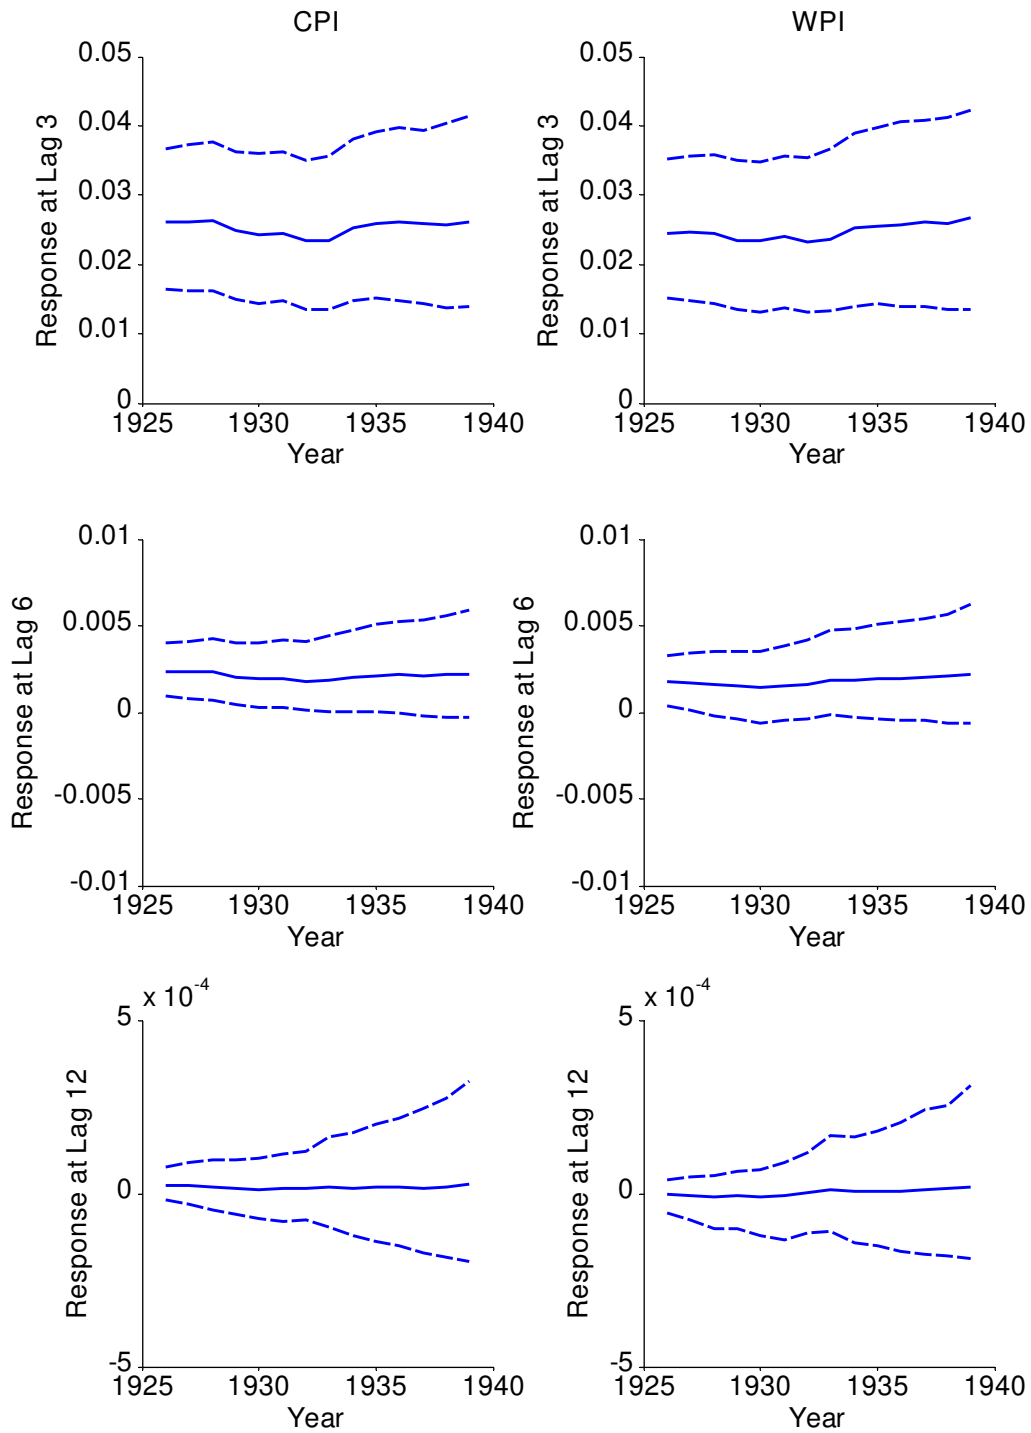 CPI
WPI
0.05
0.04
0.03
0.02
0.01
0
Response at Lag 3
1925 1930 1935 1940
Year
0.05
0.04
0.03
0.02
0.01
0
Response at Lag 3
1925 1930 1935 1940
Year
0.01
0.005
0
-0.005
-0.01
Response at Lag 6
1925 1930 1935 1940
Year
0.01
0.005
0
-0.005
-0.01
Response at Lag 6
1925 1930 1935 1940
Year
x 10⁻⁴
5
0
-5
Response at Lag 12
1925 1930 1935 1940
Year
x 10⁻⁴
5
0
-5
Response at Lag 12
1925 1930 1935 1940
Year